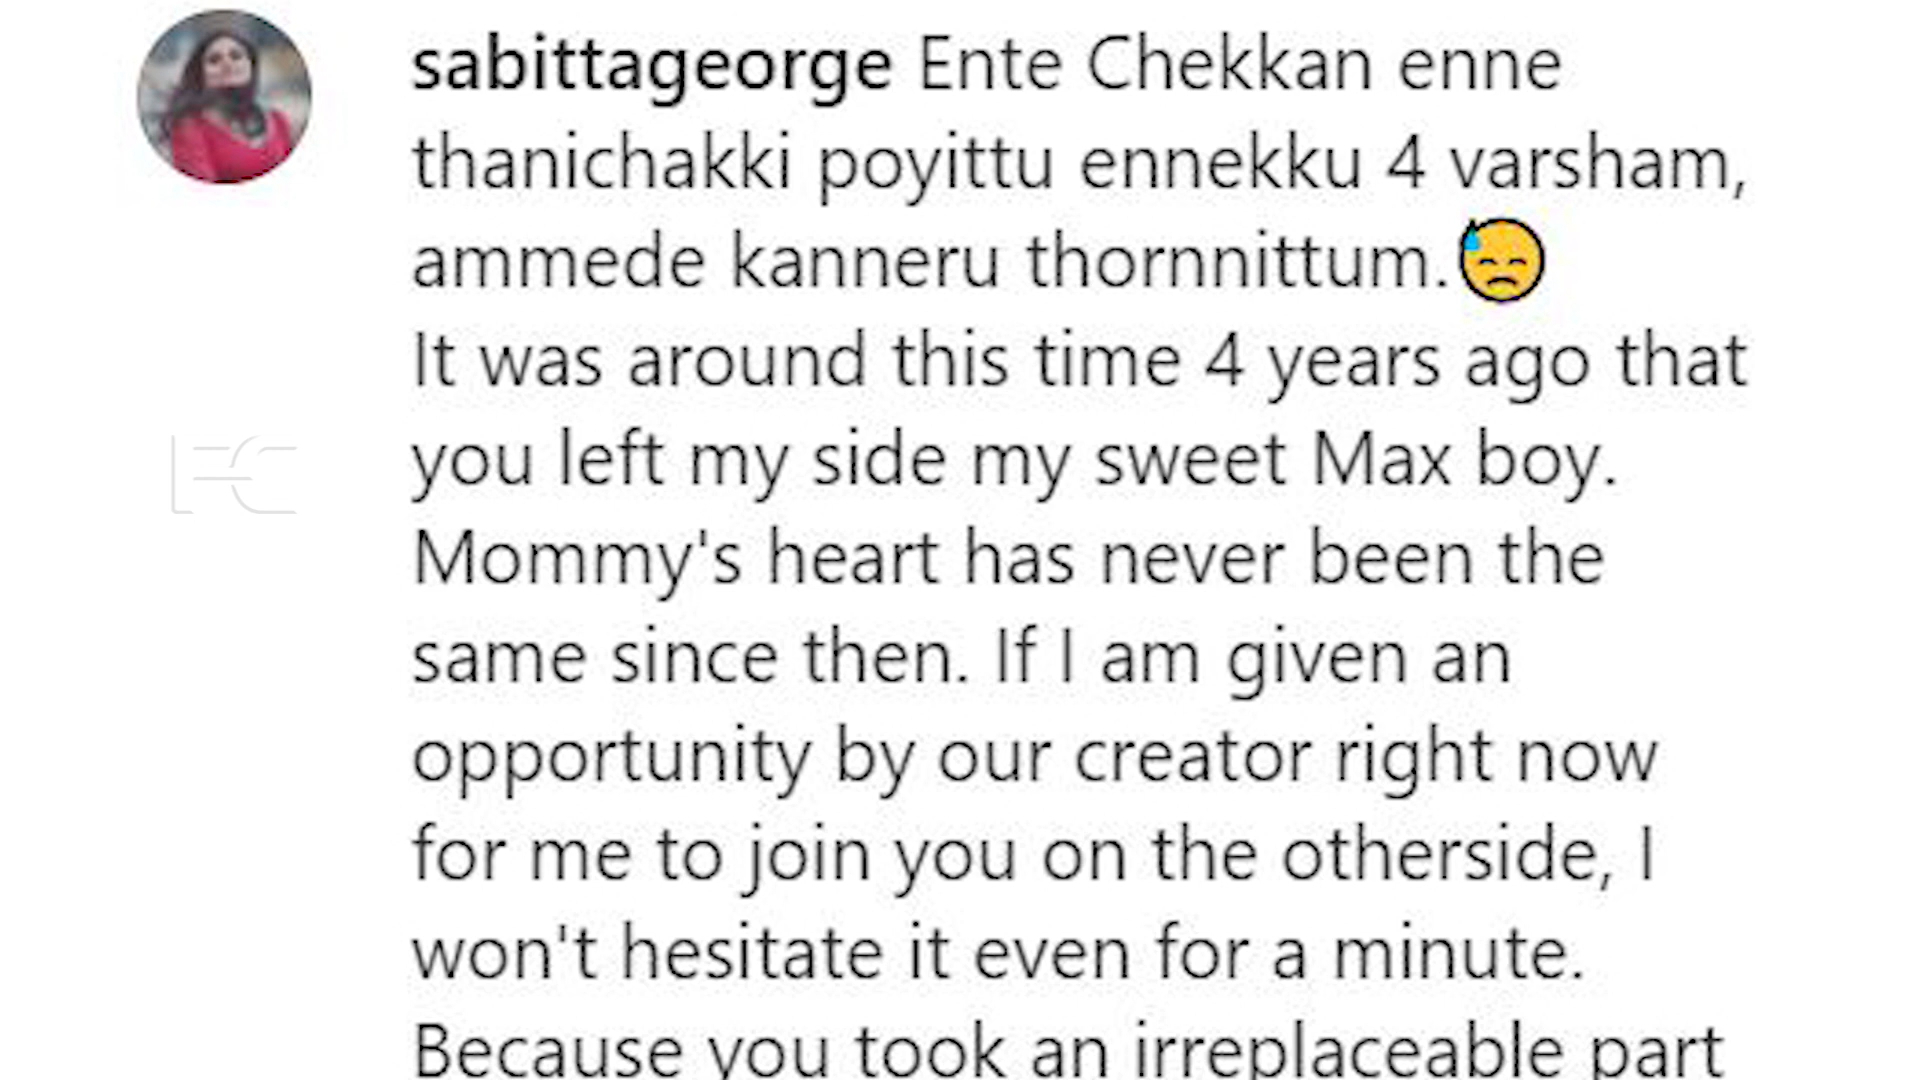 sabittageorge Ente Chekkan enne
thanichakki poyittu ennekku 4 varsham,
ammede kanneru thornnittum.😓
It was around this time 4 years ago that
you left my side my sweet Max boy.
Mommy's heart has never been the
same since then. If I am given an
opportunity by our creator right now
for me to join you on the otherside, I
won't hesitate it even for a minute.
Because you took an irreplaceable part
FC